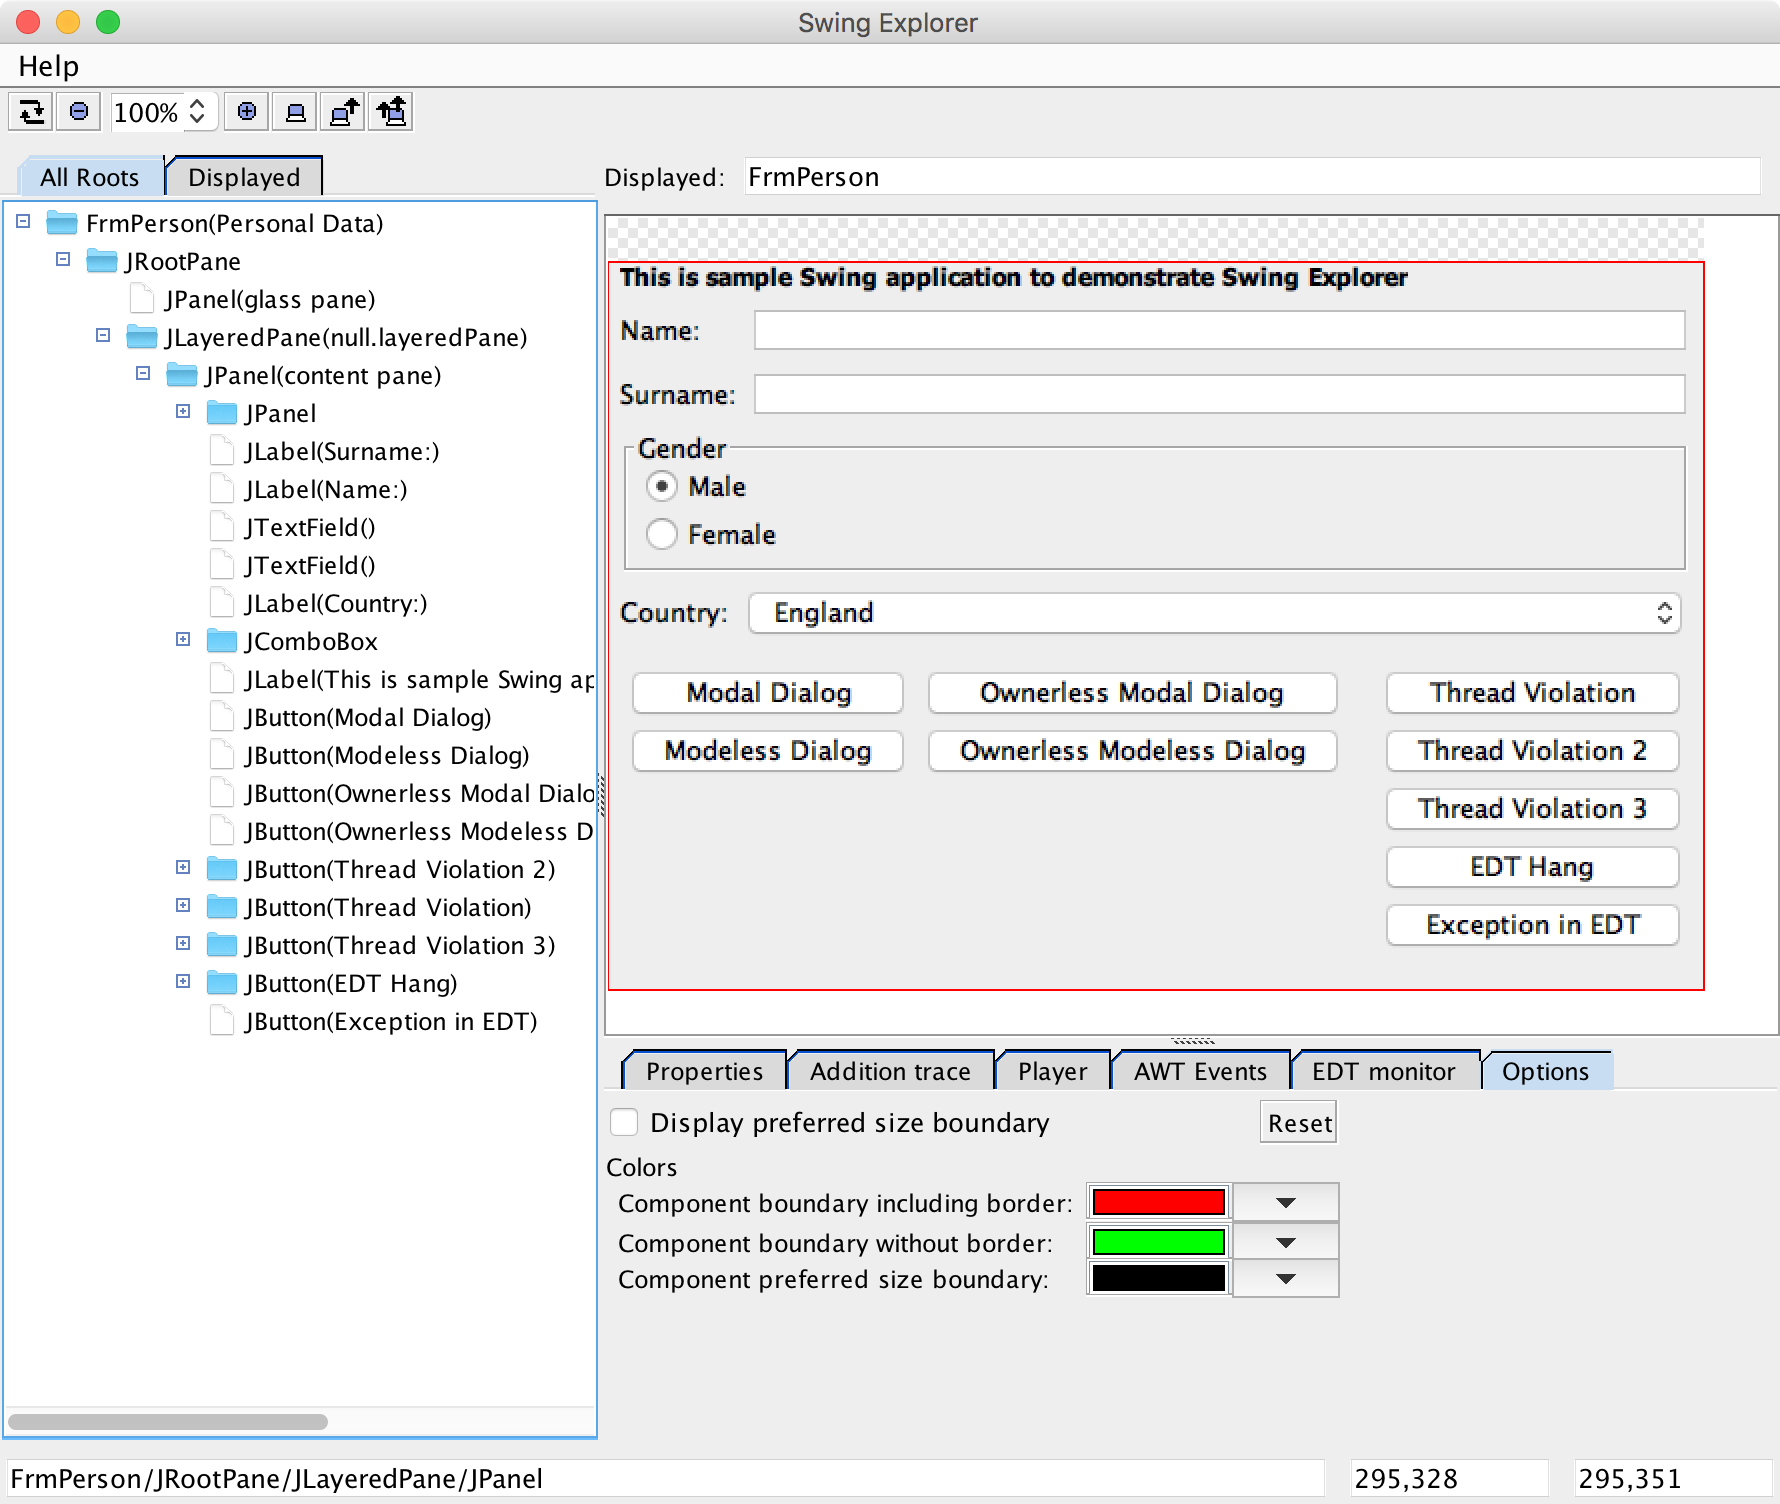 Swing Explorer
Help
100%
All Roots
Displayed
FrmPerson(Personal Data)
JRootPane
JPanel(glass pane)
JLayeredPane(null.layeredPane)
JPanel(content pane)
JPanel
JLabel(Surname:)
JLabel(Name:)
JTextField()
JTextField()
JLabel(Country:)
JComboBox
JLabel(This is sample Swing ap
JButton(Modal Dialog)
JButton(Modeless Dialog)
JButton(Ownerless Modal Dialo
JButton(Ownerless Modeless D
JButton(Thread Violation 2)
JButton(Thread Violation)
JButton(Thread Violation 3)
JButton(EDT Hang)
JButton(Exception in EDT)
Displayed: FrmPerson
This is sample Swing application to demonstrate Swing Explorer
Name:
Surname:
Gender
Male
Female
Country: England
Modal Dialog Ownerless Modal Dialog Thread Violation
Modeless Dialog Ownerless Modeless Dialog Thread Violation 2
Thread Violation 3
EDT Hang
Exception in EDT
Properties Addition trace Player AWT Events EDT monitor Options
Display preferred size boundary Reset
Colors
Component boundary including border:
Component boundary without border:
Component preferred size boundary:
FrmPerson/JRootPane/JLayeredPane/JPanel 295,328 295,351